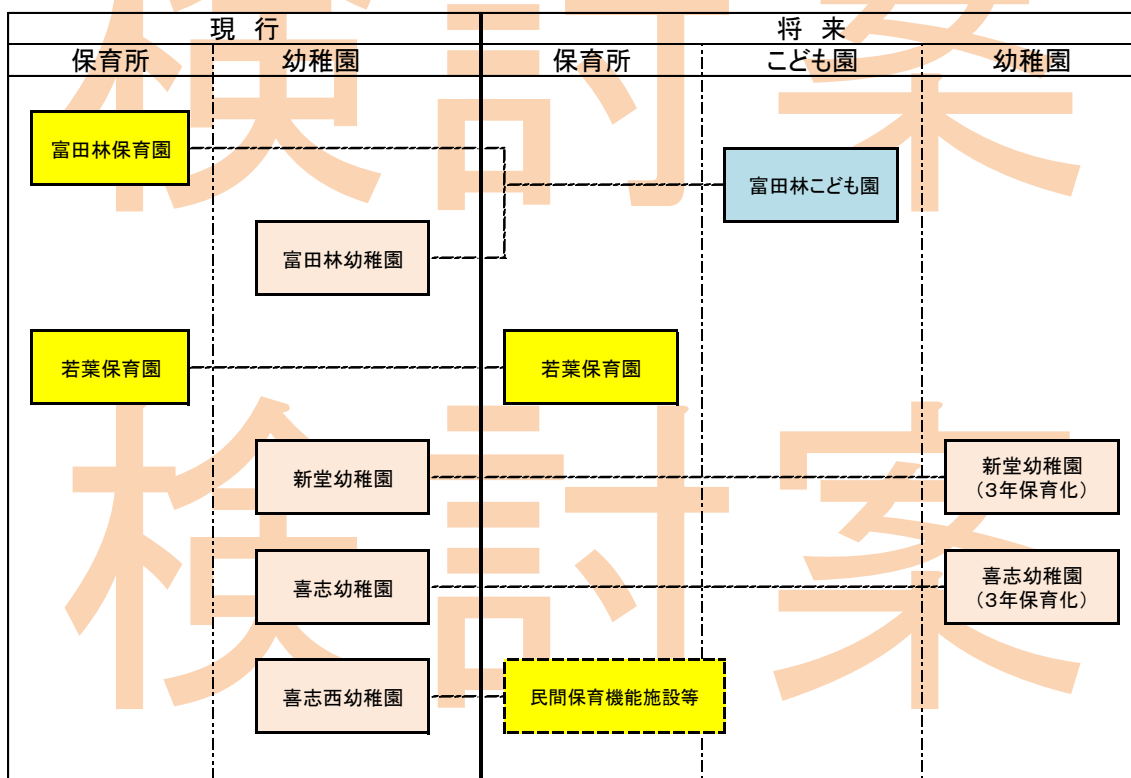 現 行
将 来
保育所
幼稚園
保育所
こども園
幼稚園
富田林保育園
富田林こども園
富田林幼稚園
若葉保育園
若葉保育園
新堂幼稚園
新堂幼稚園
(3年保育化)
喜志幼稚園
喜志幼稚園
(3年保育化)
喜志西幼稚園
民間保育機能施設等
検討案
検討案